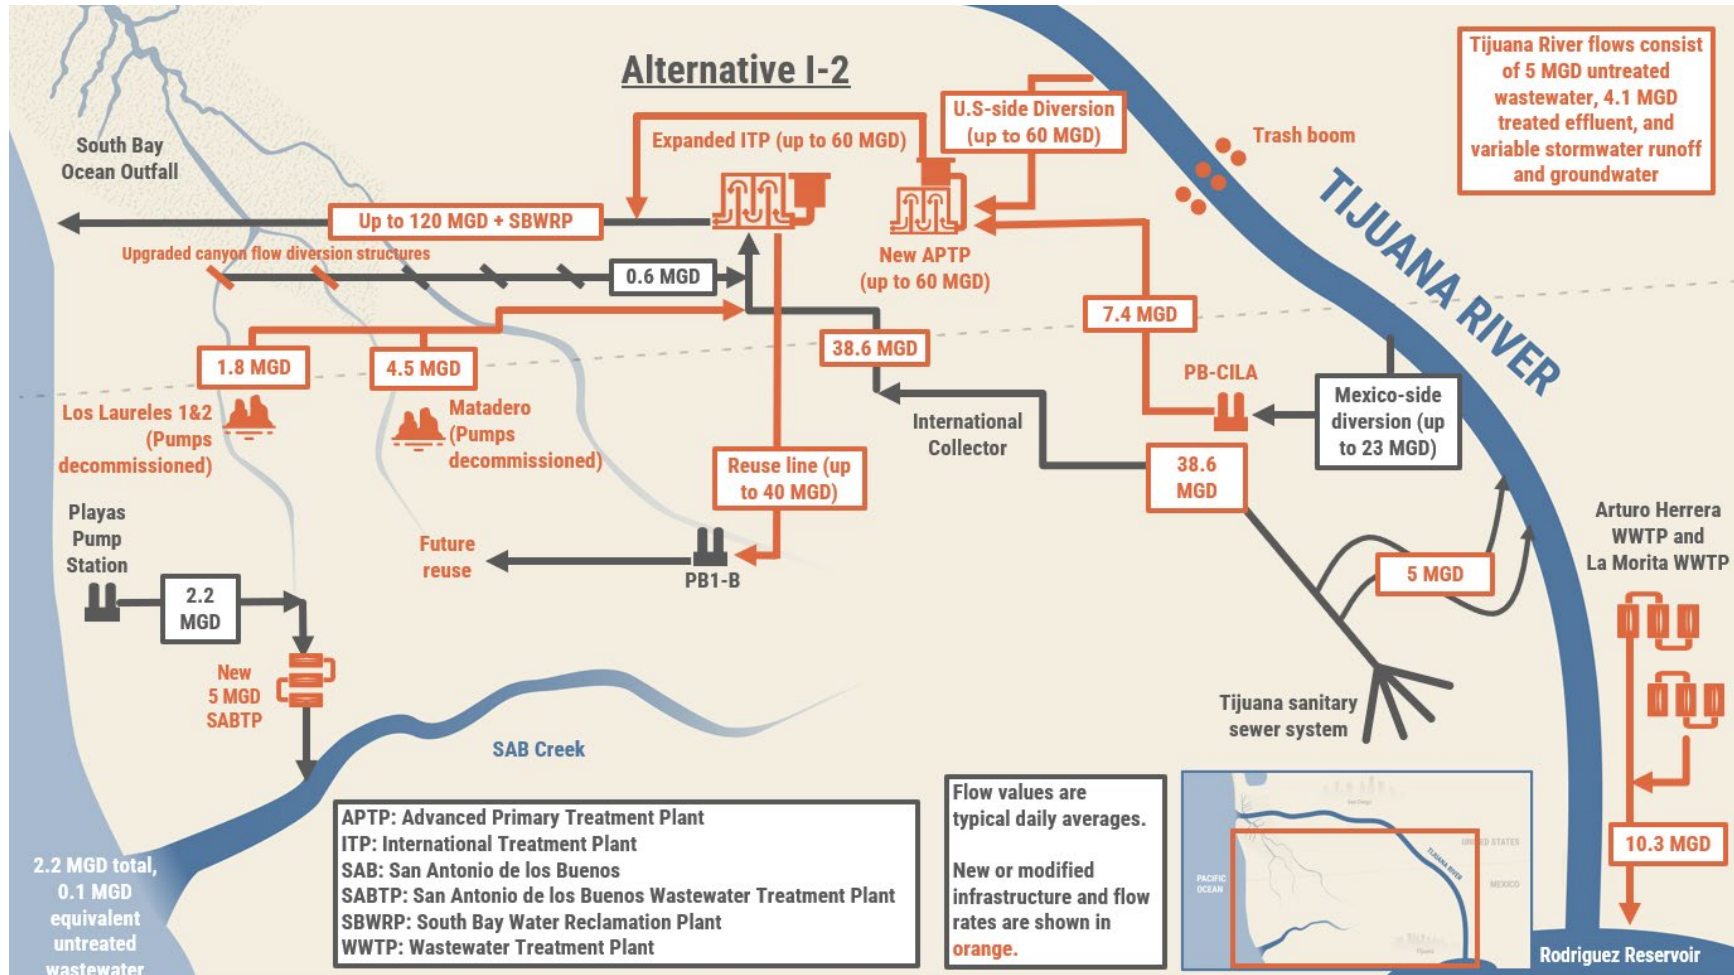 Alternative I-2
Tijuana River flows consist
of 5 MGD untreated
wastewater, 4.1 MGD
treated effluent, and
variable stormwater runoff
and groundwater
South Bay
Ocean Outfall
Expanded ITP (up to 60 MGD)
U.S-side Diversion
(up to 60 MGD)
Trash boom
TIJUANA RIVER
Up to 120 MGD + SBWRP
Upgraded canyon flow diversion structures
0.6 MGD
New APTP
(up to 60 MGD)
7.4 MGD
38.6 MGD
1.8 MGD
4.5 MGD
PB-CILA
Mexico-side
diversion (up
to 23 MGD)
Los Laureles 1&2
(Pumps
decommissioned)
Matadero
(Pumps
decommissioned)
International
Collector
Reuse line (up
to 40 MGD)
38.6
MGD
Playas
Pump
Station
Future
reuse
PB1-B
5 MGD
Arturo Herrera
WWTP and
La Morita WWTP
2.2
MGD
New
5 MGD
SABTP
SAB Creek
Tijuana sanitary
sewer system
10.3 MGD
2.2 MGD total,
0.1 MGD
equivalent
untreated
wastewater
APTP: Advanced Primary Treatment Plant
ITP: International Treatment Plant
SAB: San Antonio de los Buenos
SABTP: San Antonio de los Buenos Wastewater Treatment Plant
SBWRP: South Bay Water Reclamation Plant
WWTP: Wastewater Treatment Plant
Flow values are
typical daily averages.
New or modified
infrastructure and flow
rates are shown in
orange.
San Diego
UNITED STATES
TIJUANA RIVER
PACIFIC
OCEAN
MEXICO
Tijuana
Rodriguez Reservoir